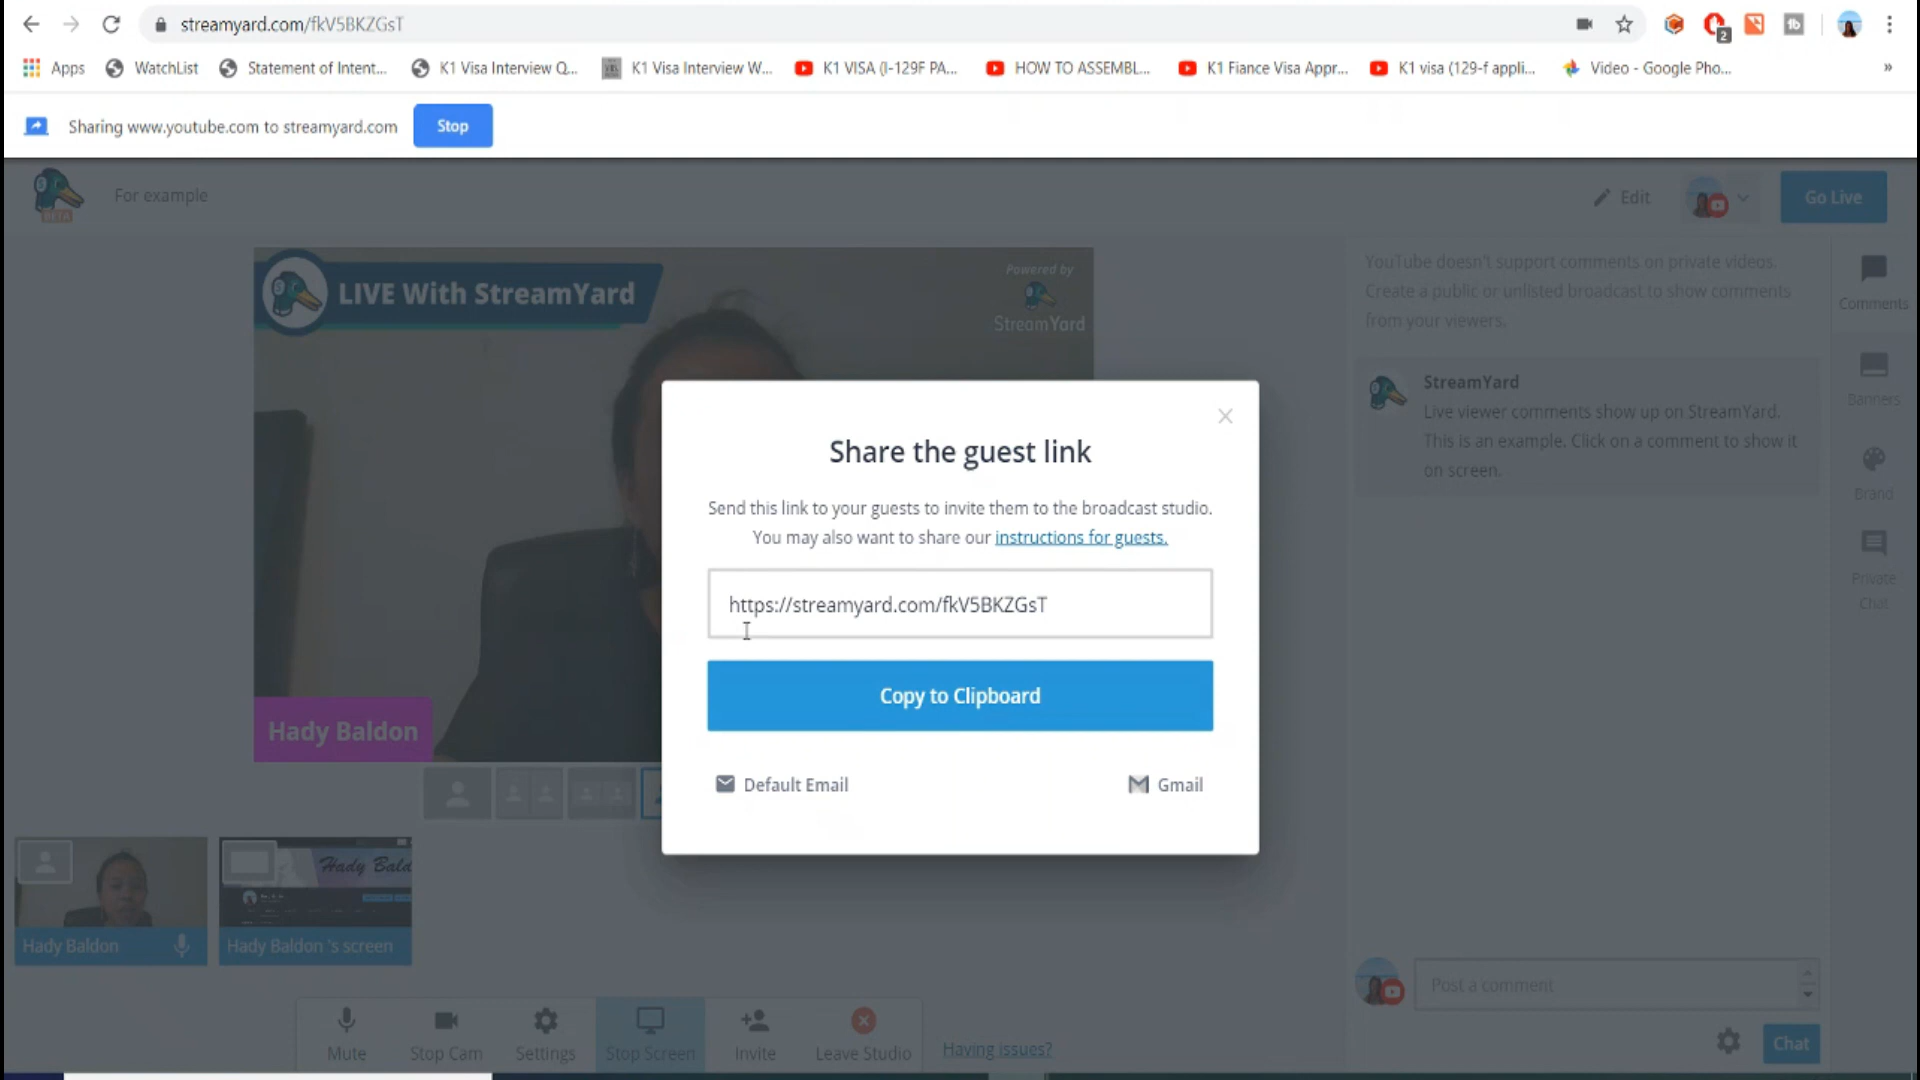 streamyard.com/fkV5BKZGsT
2
Apps WatchList Statement of Intent... K1 Visa Interview Q... K1 Visa Interview W... K1 VISA (I-129F PA... HOW TO ASSEMBL... K1 Fiance Visa Appr... K1 visa (129-f appli... Video - Google Pho... »
Sharing www.youtube.com to streamyard.com Stop
BETA
For example
Edit
Go Live
LIVE With StreamYard
Powered by
StreamYard
YouTube doesn't support comments on private videos.
Create a public or unlisted broadcast to show comments
from your viewers.
StreamYard
Live viewer comments show up on StreamYard.
This is an example. Click on a comment to show it
on screen.
Comments
Banners
Brand
Private
Chat
Share the guest link
Send this link to your guests to invite them to the broadcast studio.
You may also want to share our instructions for guests.
https://streamyard.com/fkV5BKZGsT
Copy to Clipboard
Default Email
Gmail
Hady Baldon
Hady Bald
Hady Baldon
Hady Baldon 's screen
Post a comment
Chat
Mute
Stop Cam
Settings
Stop Screen
Invite
Leave Studio
Having issues?